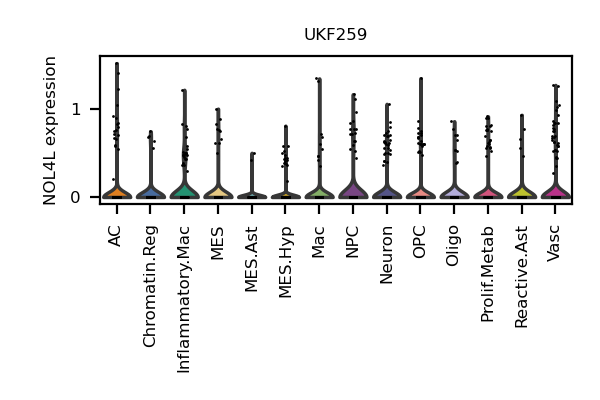 UKF259
NOL4L expression
1
0
AC
Chromatin.Reg
Inflammatory.Mac
MES
MES.Ast
MES.Hyp
Mac
NPC
Neuron
OPC
Oligo
Prolif.Metab
Reactive.Ast
Vasc